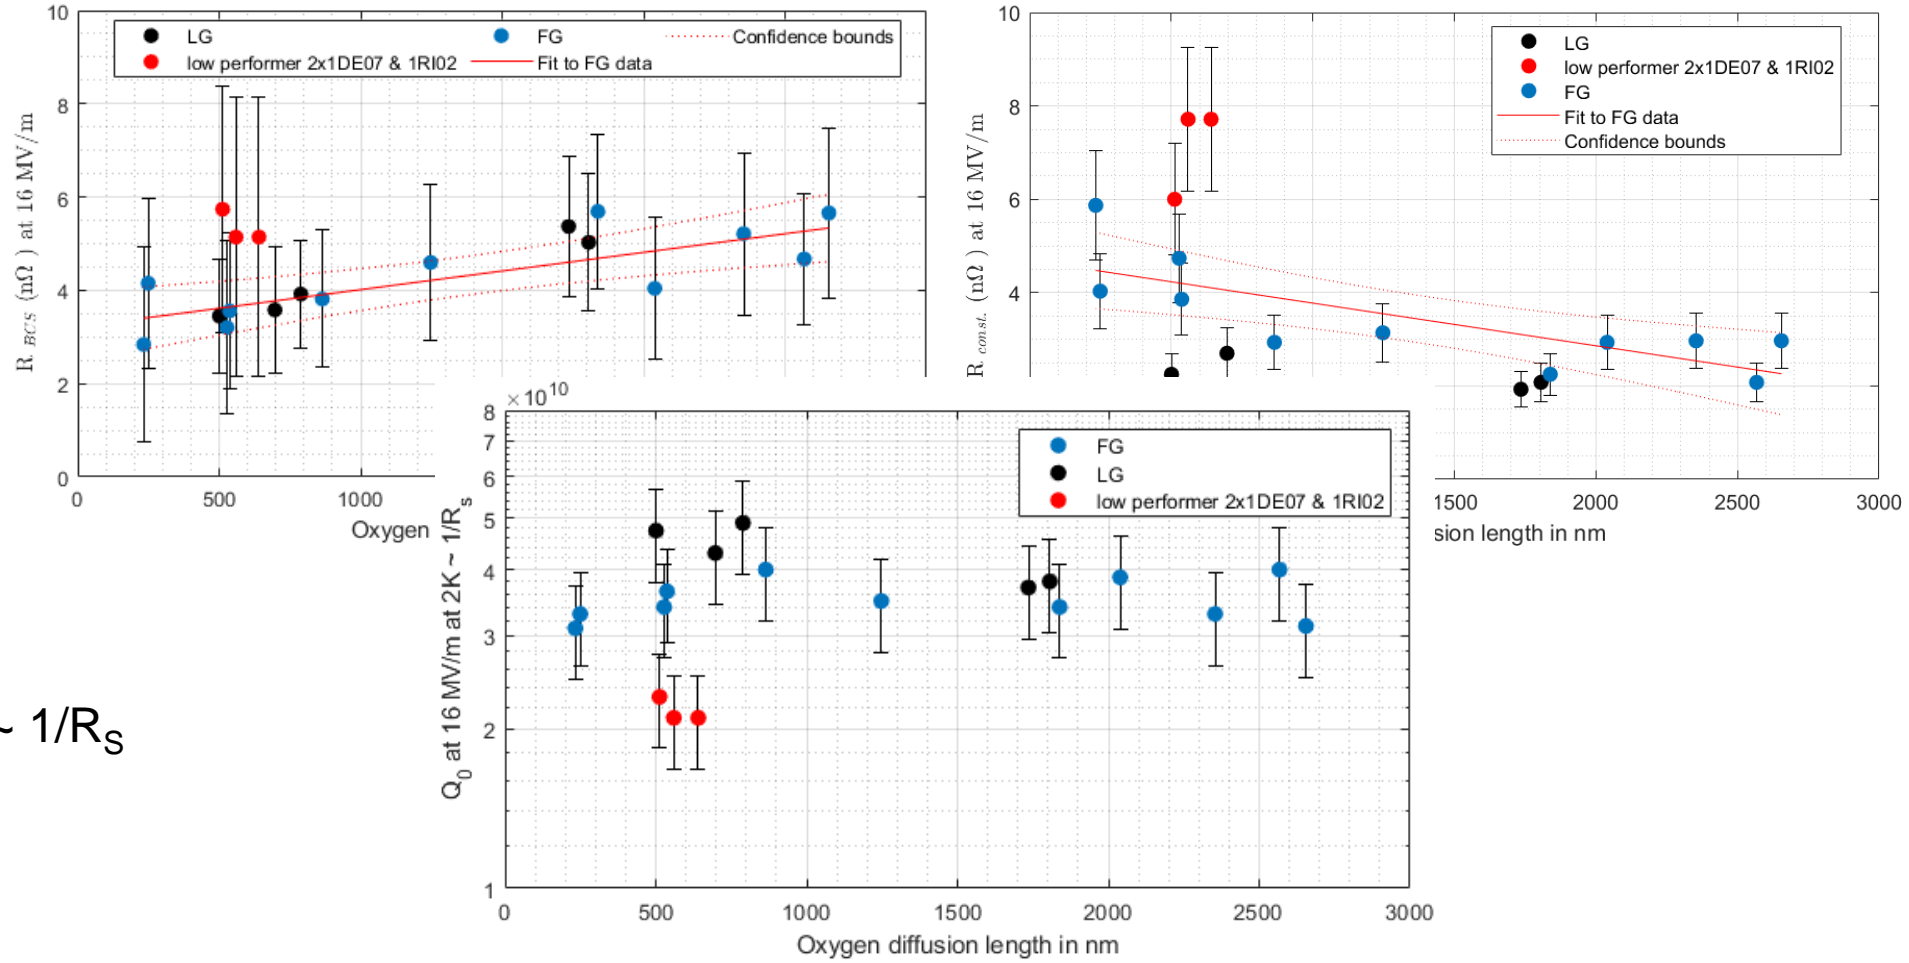 10
8
6
4
2
0
0
500
1000
R BCS (nΩ ) at 16 MV/m
LG
FG
Confidence bounds
low performer 2x1DE07 & 1RI02
Fit to FG data
Oxygen
10
8
6
4
R const. (nΩ ) at 16 MV/m
LG
low performer 2x1DE07 & 1RI02
FG
Fit to FG data
Confidence bounds
1500
2000
2500
3000
sion length in nm
×10^10
8
7
6
5
4
3
2
1
Q0 at 16 MV/m at 2K ~ 1/Rs
FG
LG
low performer 2x1DE07 & 1RI02
0
500
1000
1500
2000
2500
3000
Oxygen diffusion length in nm
~ 1/RS